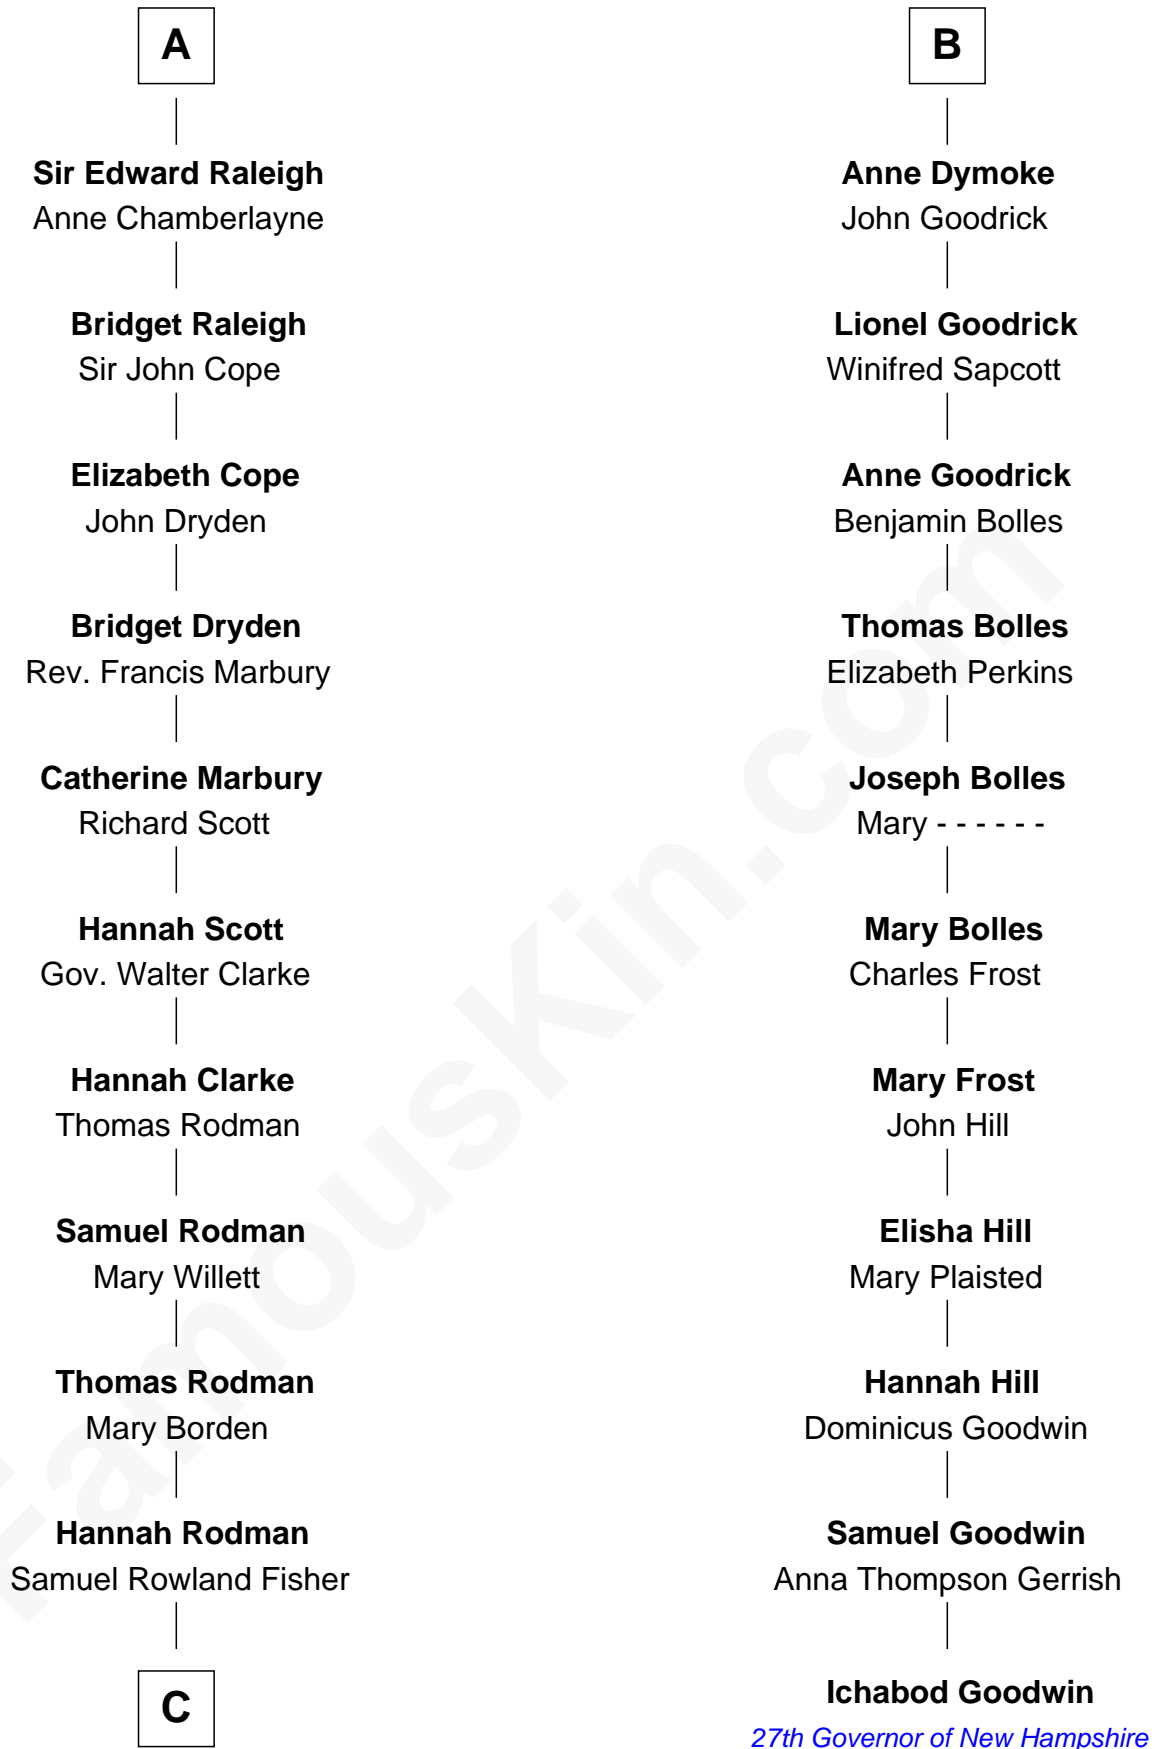 A
Sir Edward Raleigh
Anne Chamberlayne
Bridget Raleigh
Sir John Cope
Elizabeth Cope
John Dryden
Bridget Dryden
Rev. Francis Marbury
Catherine Marbury
Richard Scott
Hannah Scott
Gov. Walter Clarke
Hannah Clarke
Thomas Rodman
Samuel Rodman
Mary Willett
Thomas Rodman
Mary Borden
Hannah Rodman
Samuel Rowland Fisher
C
B
Anne Dymoke
John Goodrick
Lionel Goodrick
Winifred Sapcott
Anne Goodrick
Benjamin Bolles
Thomas Bolles
Elizabeth Perkins
Joseph Bolles
Mary - - - - - -
Mary Bolles
Charles Frost
Mary Frost
John Hill
Elisha Hill
Mary Plaisted
Hannah Hill
Dominicus Goodwin
Samuel Goodwin
Anna Thompson Gerrish
Ichabod Goodwin
27th Governor of New Hampshire
FamousKin.com